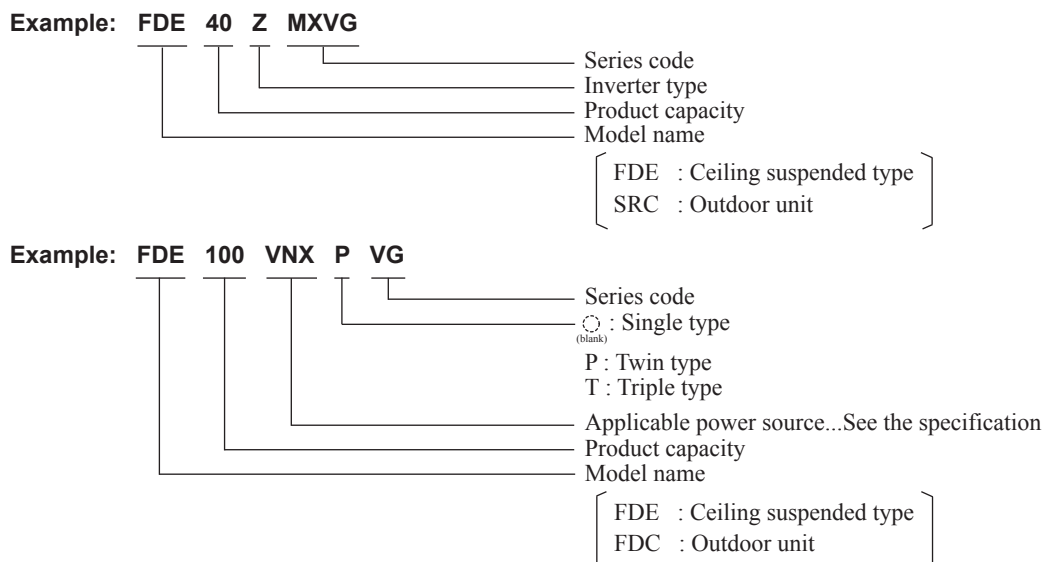 Example: FDE 40 Z MXVG
Series code
Inverter type
Product capacity
Model name
FDE : Ceiling suspended type
SRC : Outdoor unit
Example: FDE 100 VNX P VG
Series code
: Single type
(blank)
P : Twin type
T : Triple type
Applicable power source...See the specification
Product capacity
Model name
FDE : Ceiling suspended type
FDC : Outdoor unit